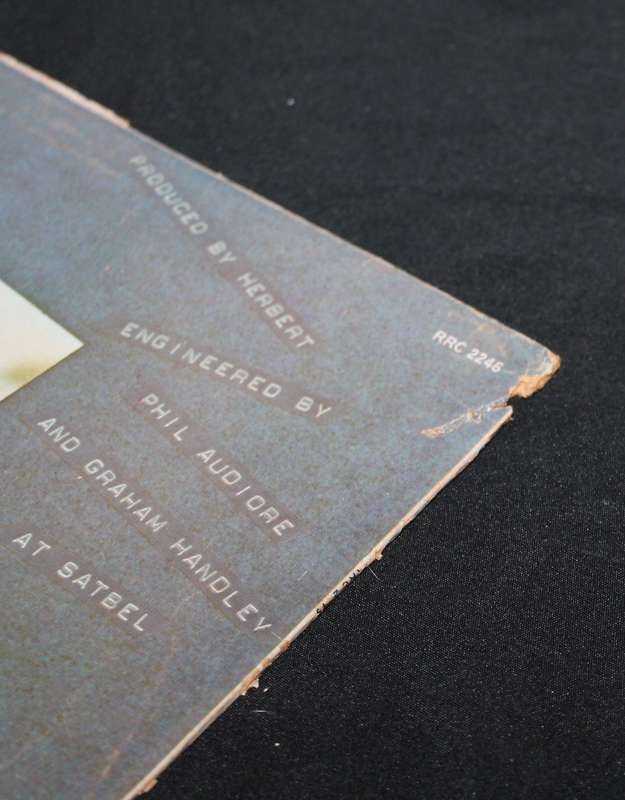 PRODUCED BY HERBERT
RRC 2246
ENGINEERED BY
PHIL AUDIORE
AND GRAHAM HANDLEY
AT SATBEL